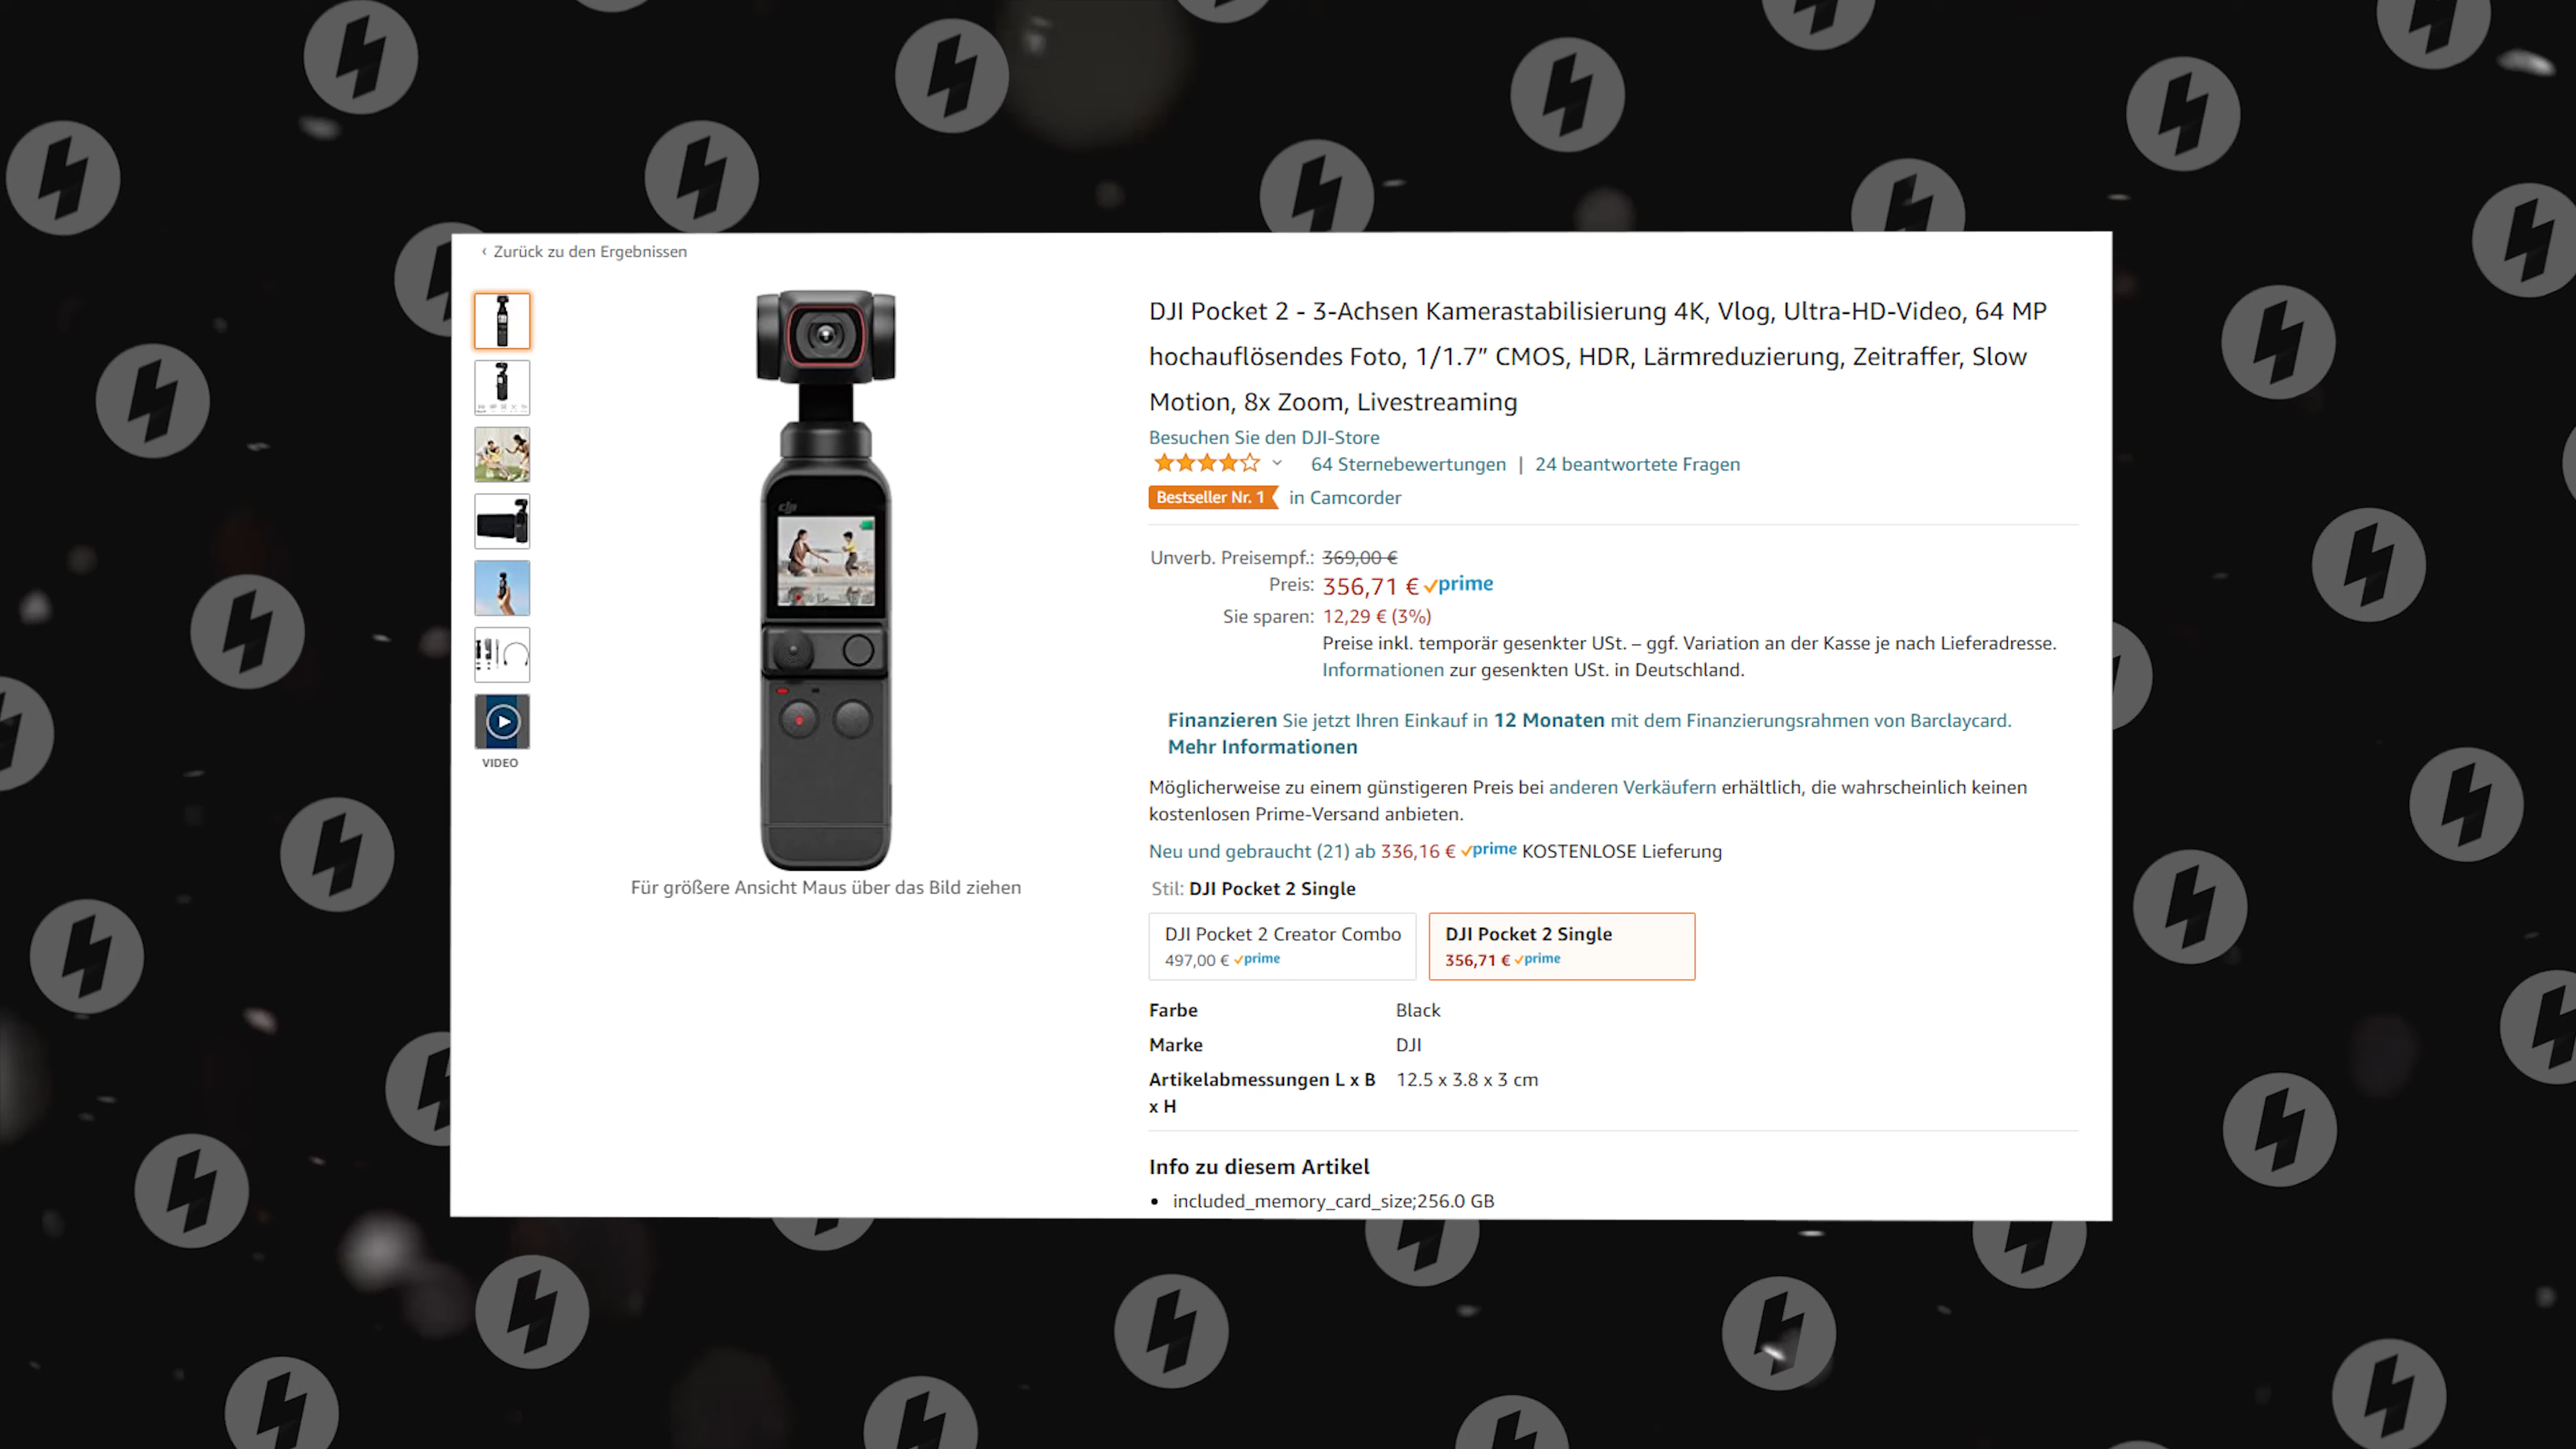 ‹ Zurück zu den Ergebnissen
VIDEO
dji
Für größere Ansicht Maus über das Bild ziehen
DJI Pocket 2 - 3-Achsen Kamerastabilisierung 4K, Vlog, Ultra-HD-Video, 64 MP
hochauflösendes Foto, 1/1.7” CMOS, HDR, Lärmreduzierung, Zeitraffer, Slow
Motion, 8x Zoom, Livestreaming
Besuchen Sie den DJI-Store
64 Sternebewertungen | 24 beantwortete Fragen
Bestseller Nr. 1 in Camcorder
Unverb. Preisempf.: 369,00 €
Preis: 356,71 € prime
Sie sparen: 12,29 € (3%)
Preise inkl. temporär gesenkter USt. – ggf. Variation an der Kasse je nach Lieferadresse.
Informationen zur gesenkten USt. in Deutschland.
Finanzieren Sie jetzt Ihren Einkauf in 12 Monaten mit dem Finanzierungsrahmen von Barclaycard.
Mehr Informationen
Möglicherweise zu einem günstigeren Preis bei anderen Verkäufern erhältlich, die wahrscheinlich keinen
kostenlosen Prime-Versand anbieten.
Neu und gebraucht (21) ab 336,16 € prime KOSTENLOSE Lieferung
Stil: DJI Pocket 2 Single
DJI Pocket 2 Creator Combo
497,00 € prime
DJI Pocket 2 Single
356,71 € prime
Farbe Black
Marke DJI
Artikelabmessungen L x B 12.5 x 3.8 x 3 cm
x H
Info zu diesem Artikel
• included_memory_card_size;256.0 GB